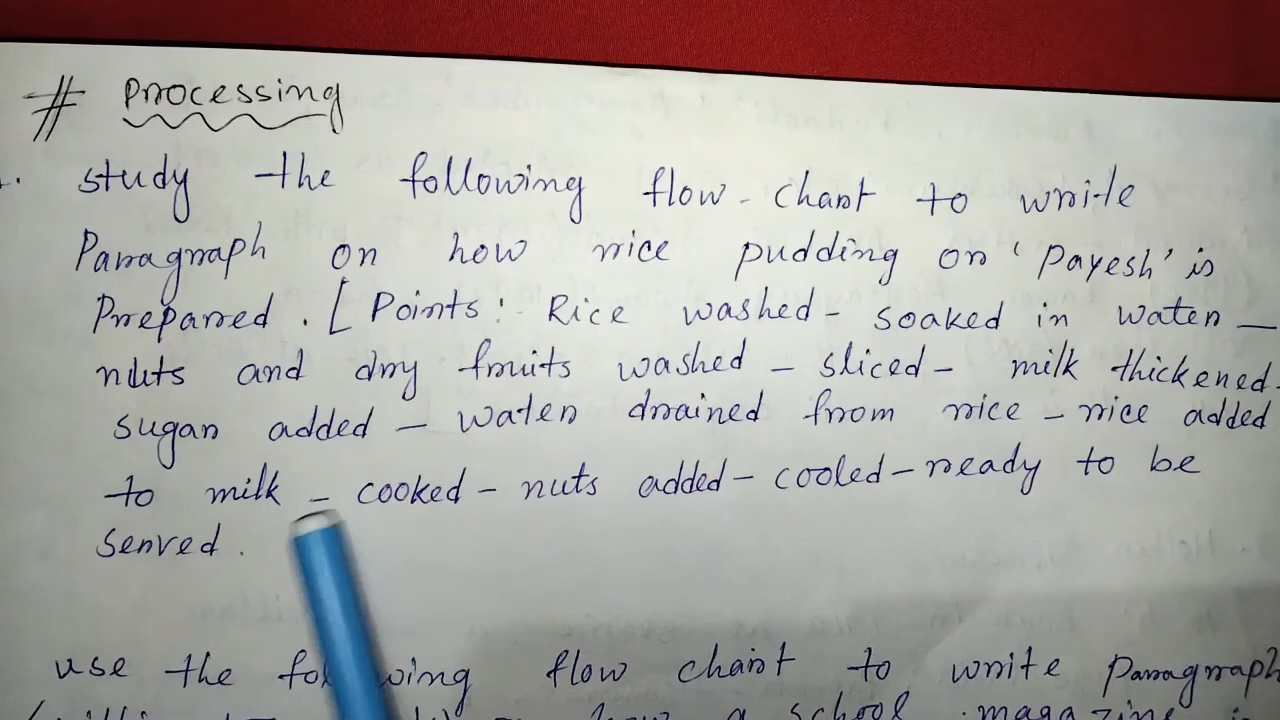 # Processing
study the following flow-chart to write
Paragraph on how rice pudding or 'Payesh' is
Prepared. [Points: Rice washed - soaked in water —
nuts and dry fruits washed - sliced - milk thickened -
sugar added - water drained from rice - rice added
to milk - cooked - nuts added - cooled - ready to be
served.
use the following flow chart to write paragraph
how a school magazine